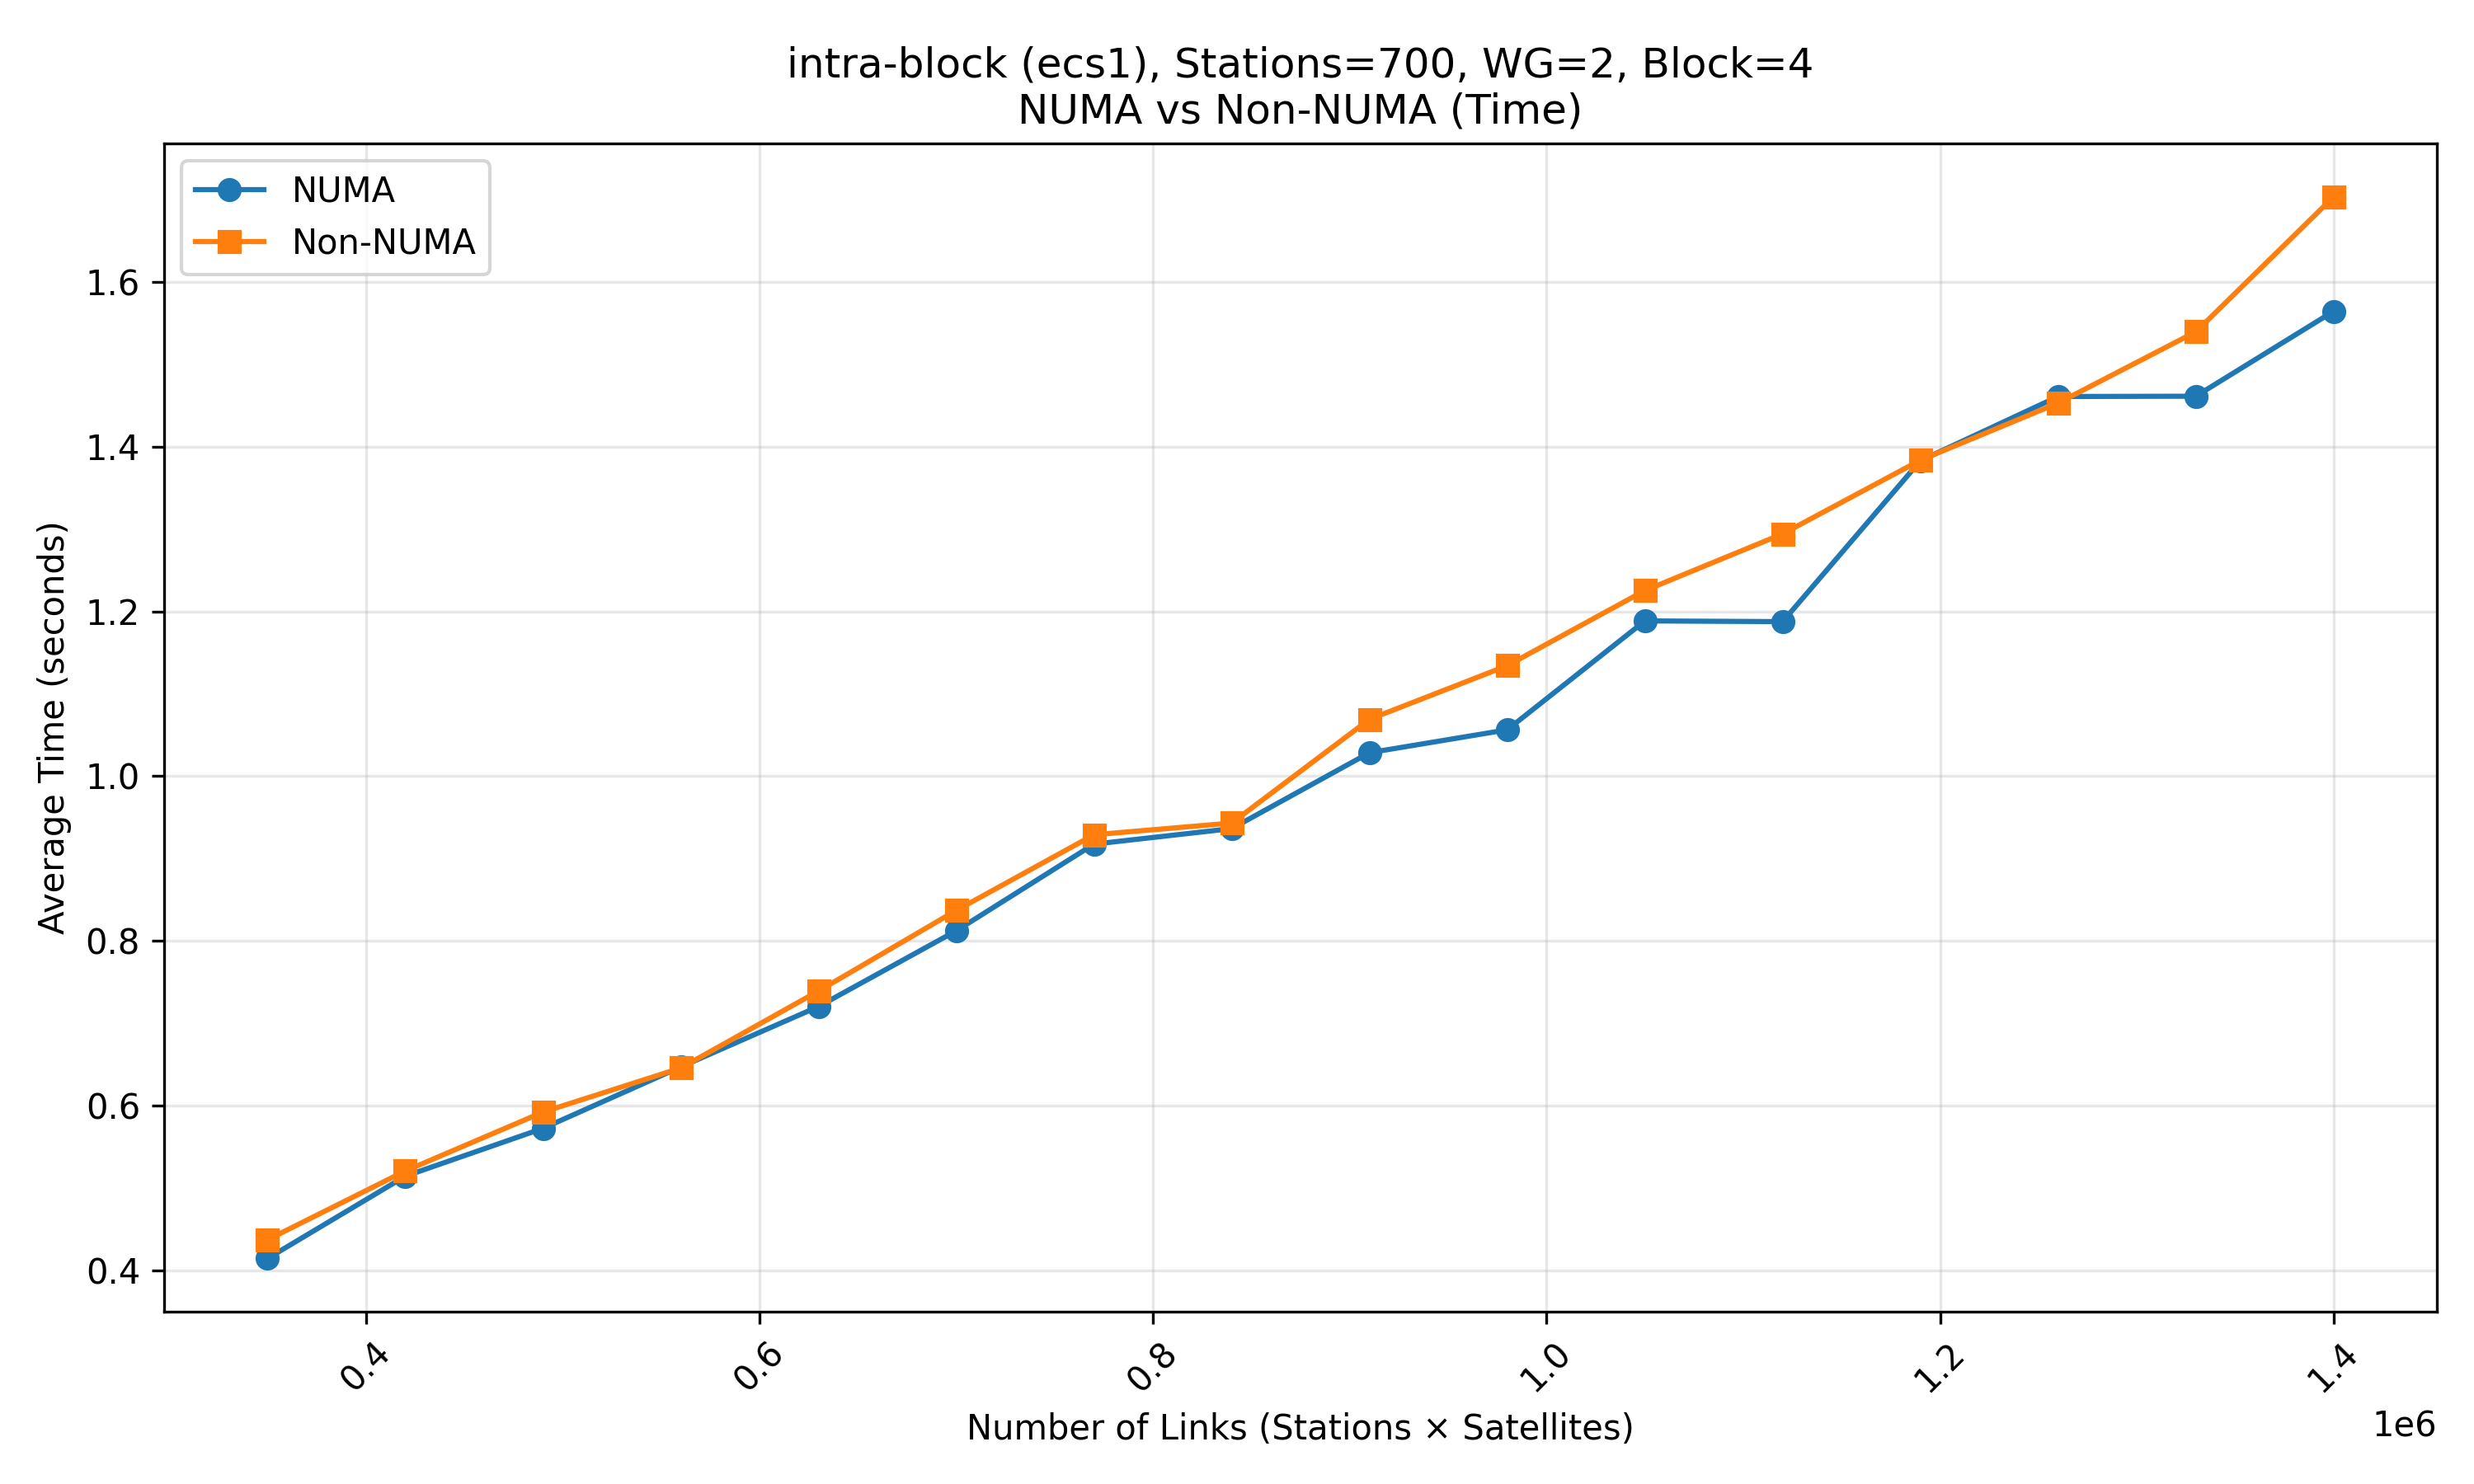 intra-block (ecs1), Stations=700, WG=2, Block=4
NUMA vs Non-NUMA (Time)
NUMA
Non-NUMA
Average Time (seconds)
1.6
1.4
1.2
1.0
0.8
0.6
0.4
0.4
0.6
0.8
1.0
1.2
1.4
1e6
Number of Links (Stations × Satellites)